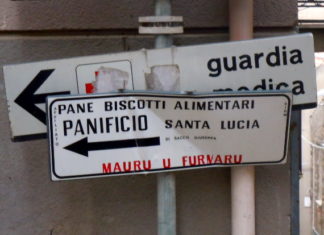 guardia
medica
PANE BISCOTTI ALIMENTARI
PANIFICIO SANTA LUCIA
MAURU U FURNARU